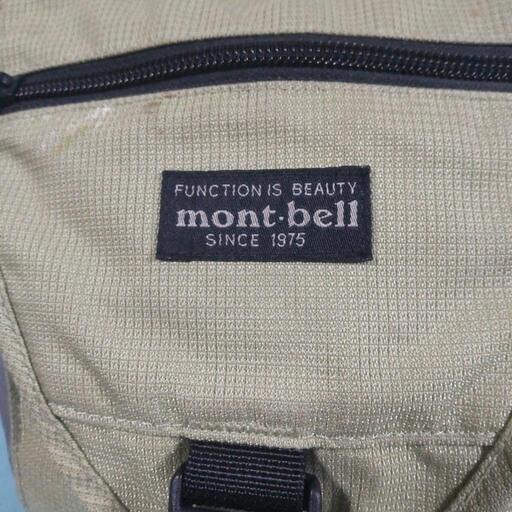 FUNCTION IS BEAUTY
mont-bell
SINCE 1975